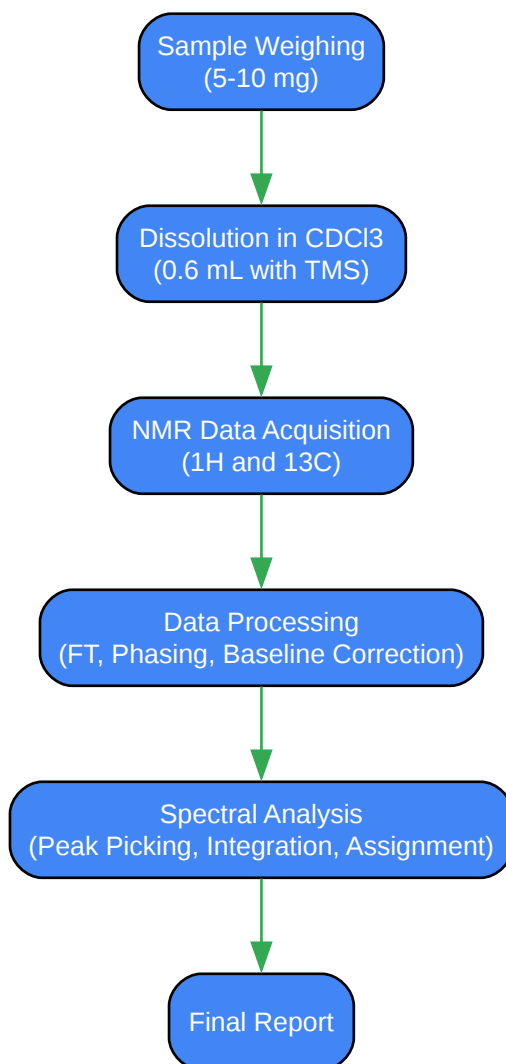 Sample Weighing
(5-10 mg)
Dissolution in CDCl3
(0.6 mL with TMS)
NMR Data Acquisition
(1H and 13C)
Data Processing
(FT, Phasing, Baseline Correction)
Spectral Analysis
(Peak Picking, Integration, Assignment)
Final Report